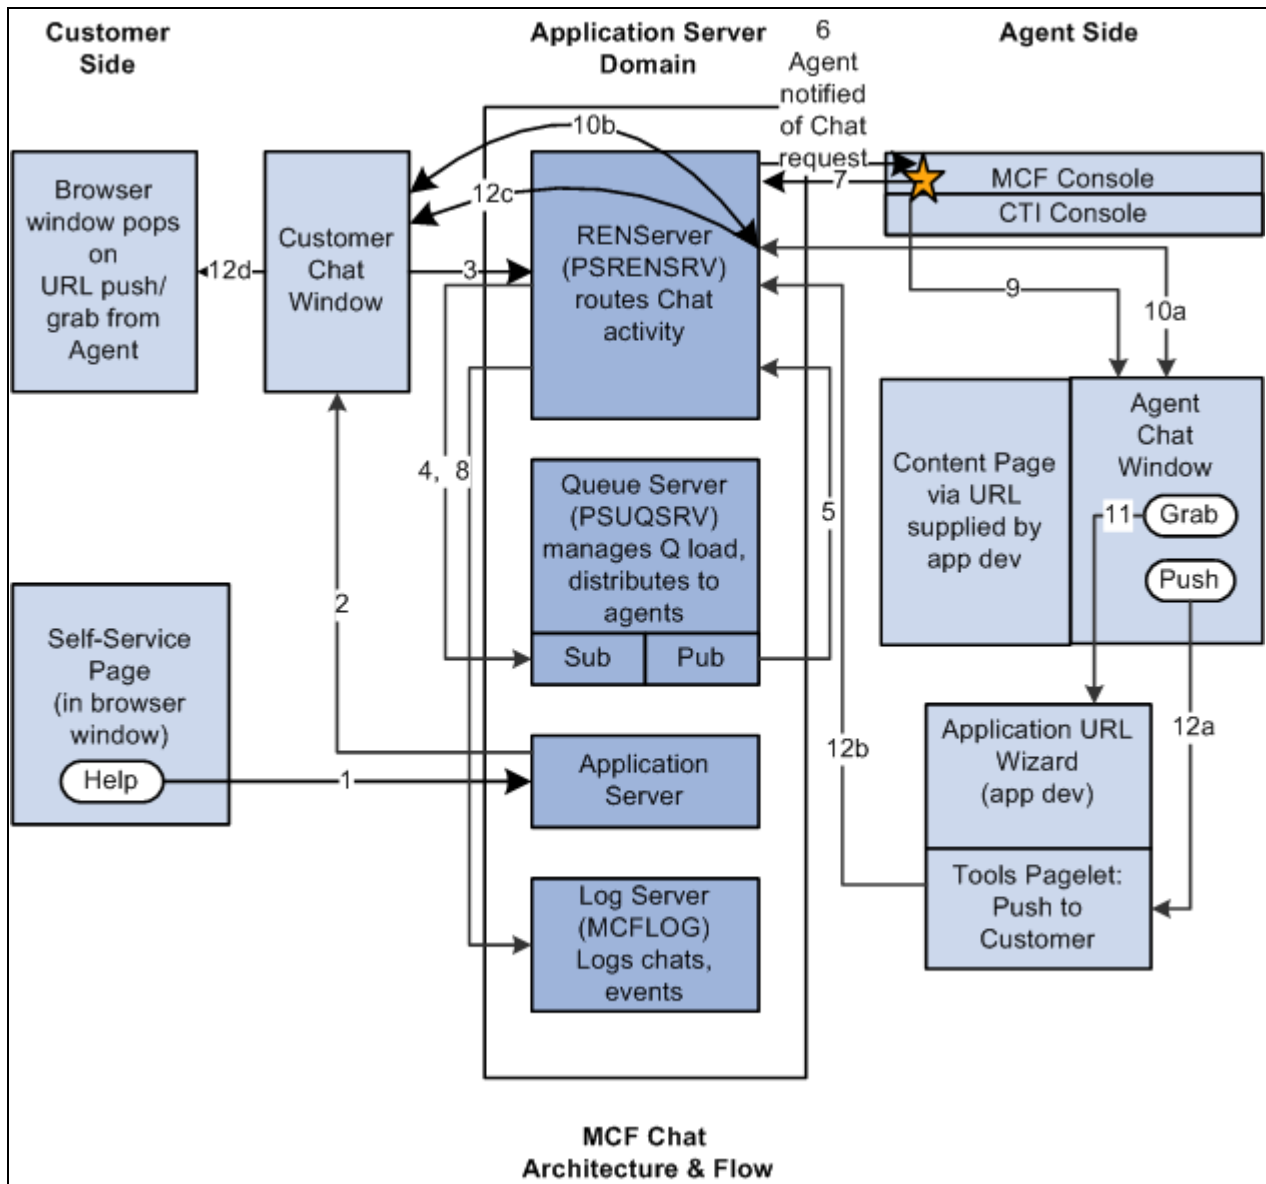 Customer
Side
Application Server
Domain
6
Agent
notified
of Chat
request
Agent Side
10b
Browser
window pops
on
URL push/
grab from
Agent
12d
Customer
Chat
Window
12c
3
RENServer
(PSRENSRV)
routes Chat
activity
7
MCF Console
CTI Console
9
10a
4, 8
Queue Server
(PSUQSRV)
manages Q load,
distributes to
agents
Sub
Pub
5
Content Page
via URL
supplied by
app dev
Agent
Chat
Window
11
Grab
Push
2
Self-Service
Page
(in browser
window)
Help
1
Application
Server
12b
Application URL
Wizard
(app dev)
12a
Tools Pagelet:
Push to
Customer
Log Server
(MCFLOG)
Logs chats,
events
MCF Chat
Architecture & Flow